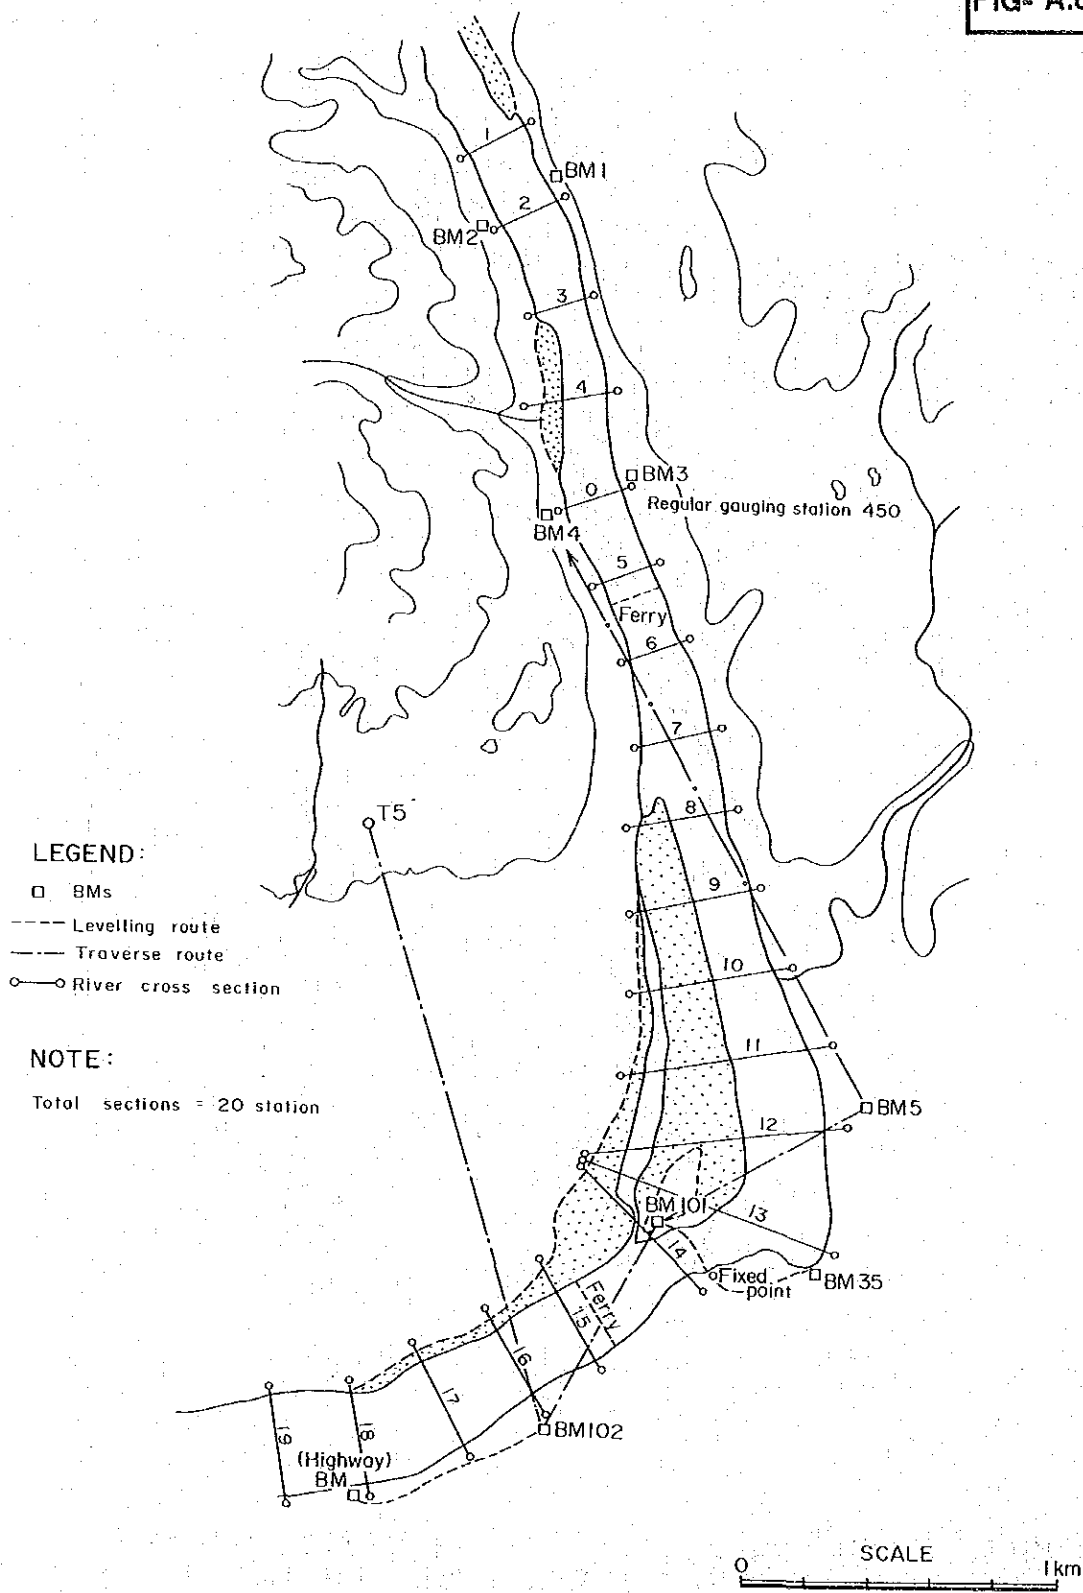 1
BM1
2
BM2
3
4
0
BM3
Regular gauging station 450
BM4
5
Ferry
6
7
8
T5
LEGEND:
BMs
Levelling route
Traverse route
River cross section
9
10
NOTE:
Total sections = 20 station
11
BM5
12
BM101
13
14
Fixed
point
BM35
Ferry
15
16
17
BM102
18
19
(Highway)
BM
SCALE
0
1km